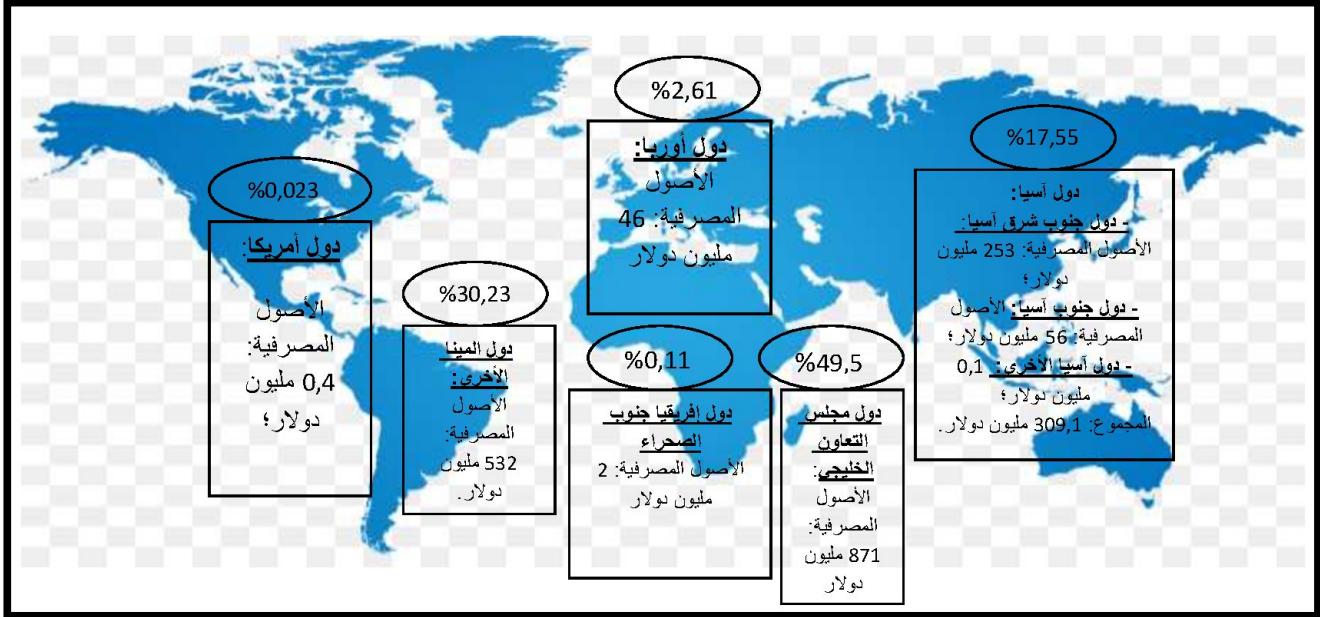 %2,61
دول أوربا:
الأصول
المصرفية: 46
مليون دولار
%17,55
دول آسيا:
- دول جنوب شرق آسيا:
الأصول المصرفية: 253 مليون
دولار؛
- دول جنوب آسيا: الأصول
المصرفية: 56 مليون دولار؛
- دول آسيا الأخرى: 0,1
مليون دولار؛
المجموع: 309,1 مليون دولار.
%0,023
دول أمريكا:
الأصول
المصرفية:
0,4 مليون
دولار؛
%30,23
دول المينا
الأخرى:
الأصول
المصرفية:
532 مليون
دولار.
%0,11
دول إفريقيا جنوب
الصحراء
الأصول المصرفية: 2
مليون دولار
%49,5
دول مجلس
التعاون
الخليجي:
الأصول
المصرفية:
871 مليون
دولار